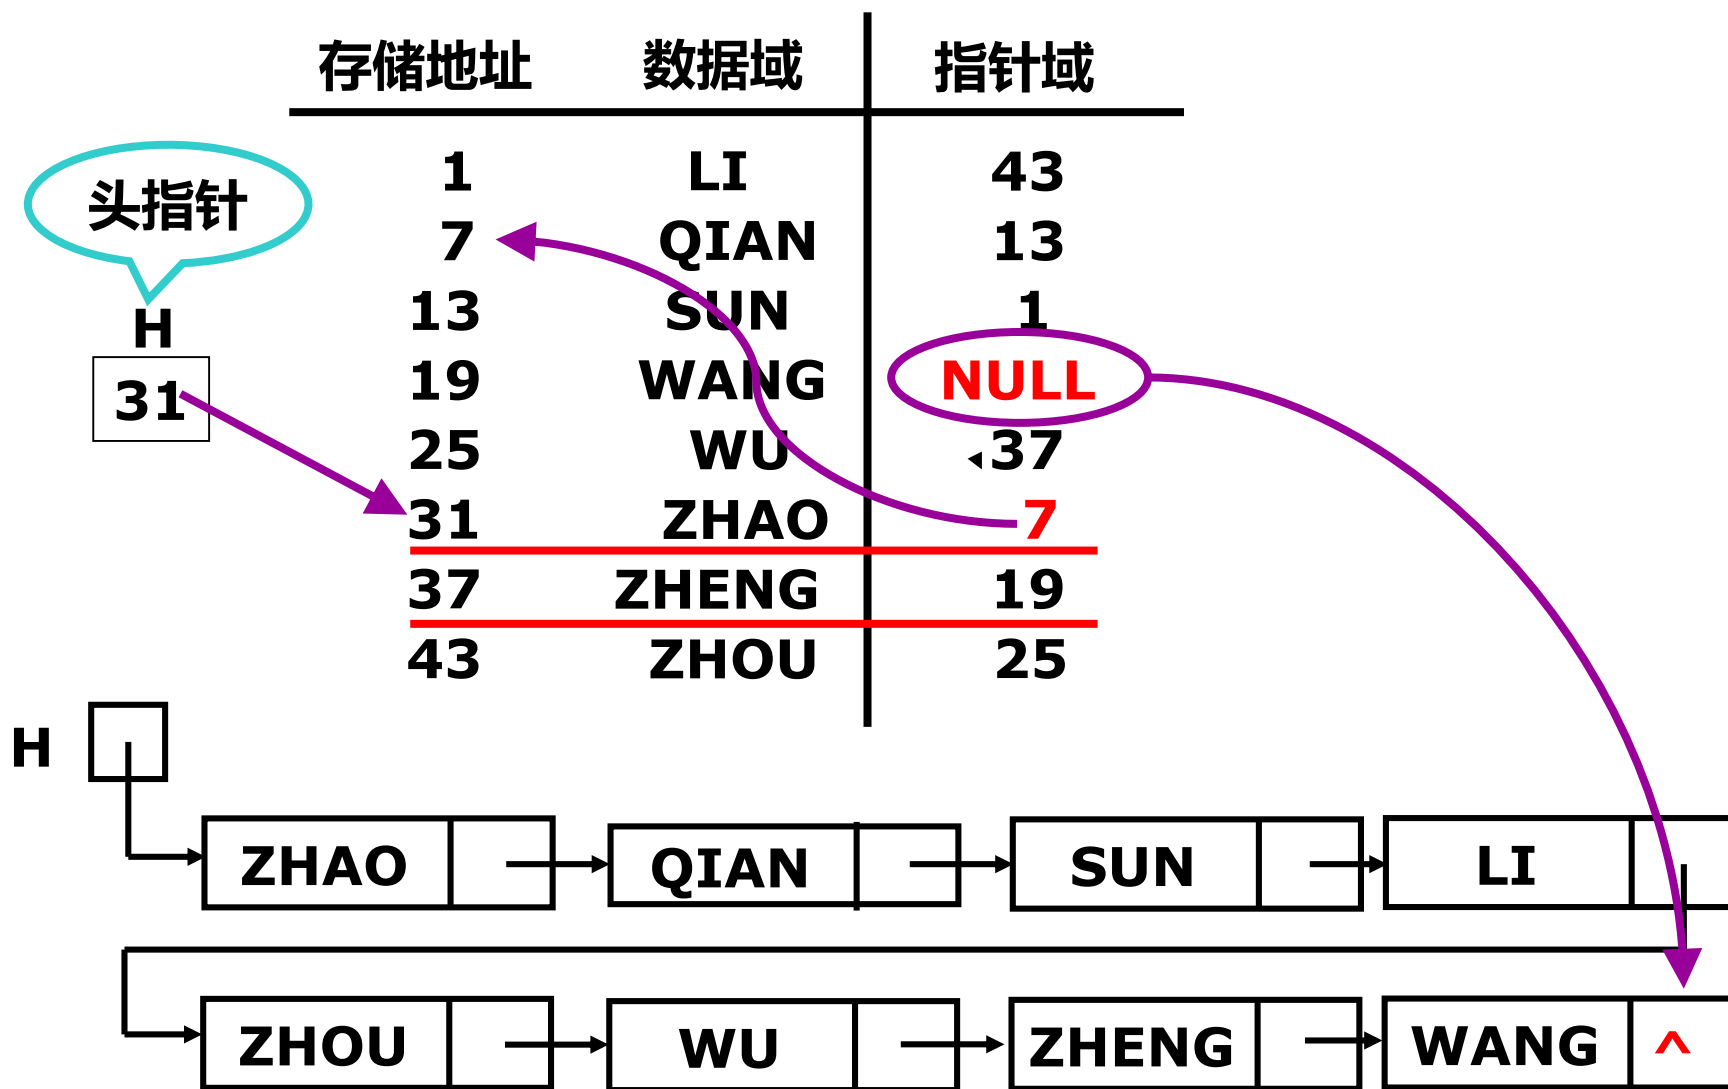 存储地址 数据域 指针域
1 LI 43
头指针
7 QIAN 13
13 SUN 1
H
19 WANG NULL
31
25 WU 37
31 ZHAO 7
37 ZHENG 19
43 ZHOU 25
H
ZHAO QIAN SUN LI
ZHOU WU ZHENG WANG ^